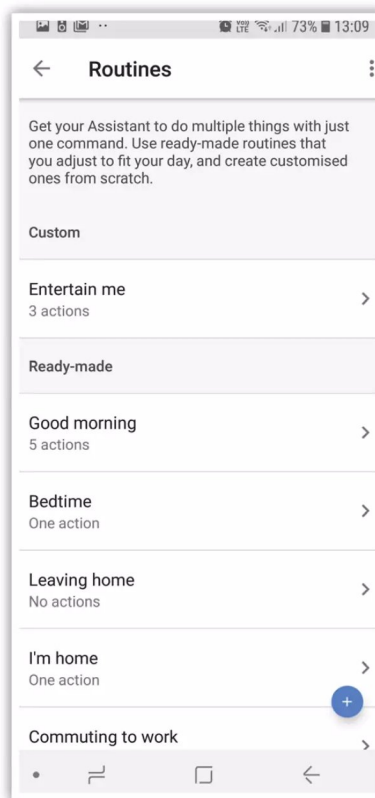 Vo))
LTE 73% 13:09
Routines
Get your Assistant to do multiple things with just
one command. Use ready-made routines that
you adjust to fit your day, and create customised
ones from scratch.
Custom
Entertain me
3 actions
Ready-made
Good morning
5 actions
Bedtime
One action
Leaving home
No actions
I'm home
One action
Commuting to work